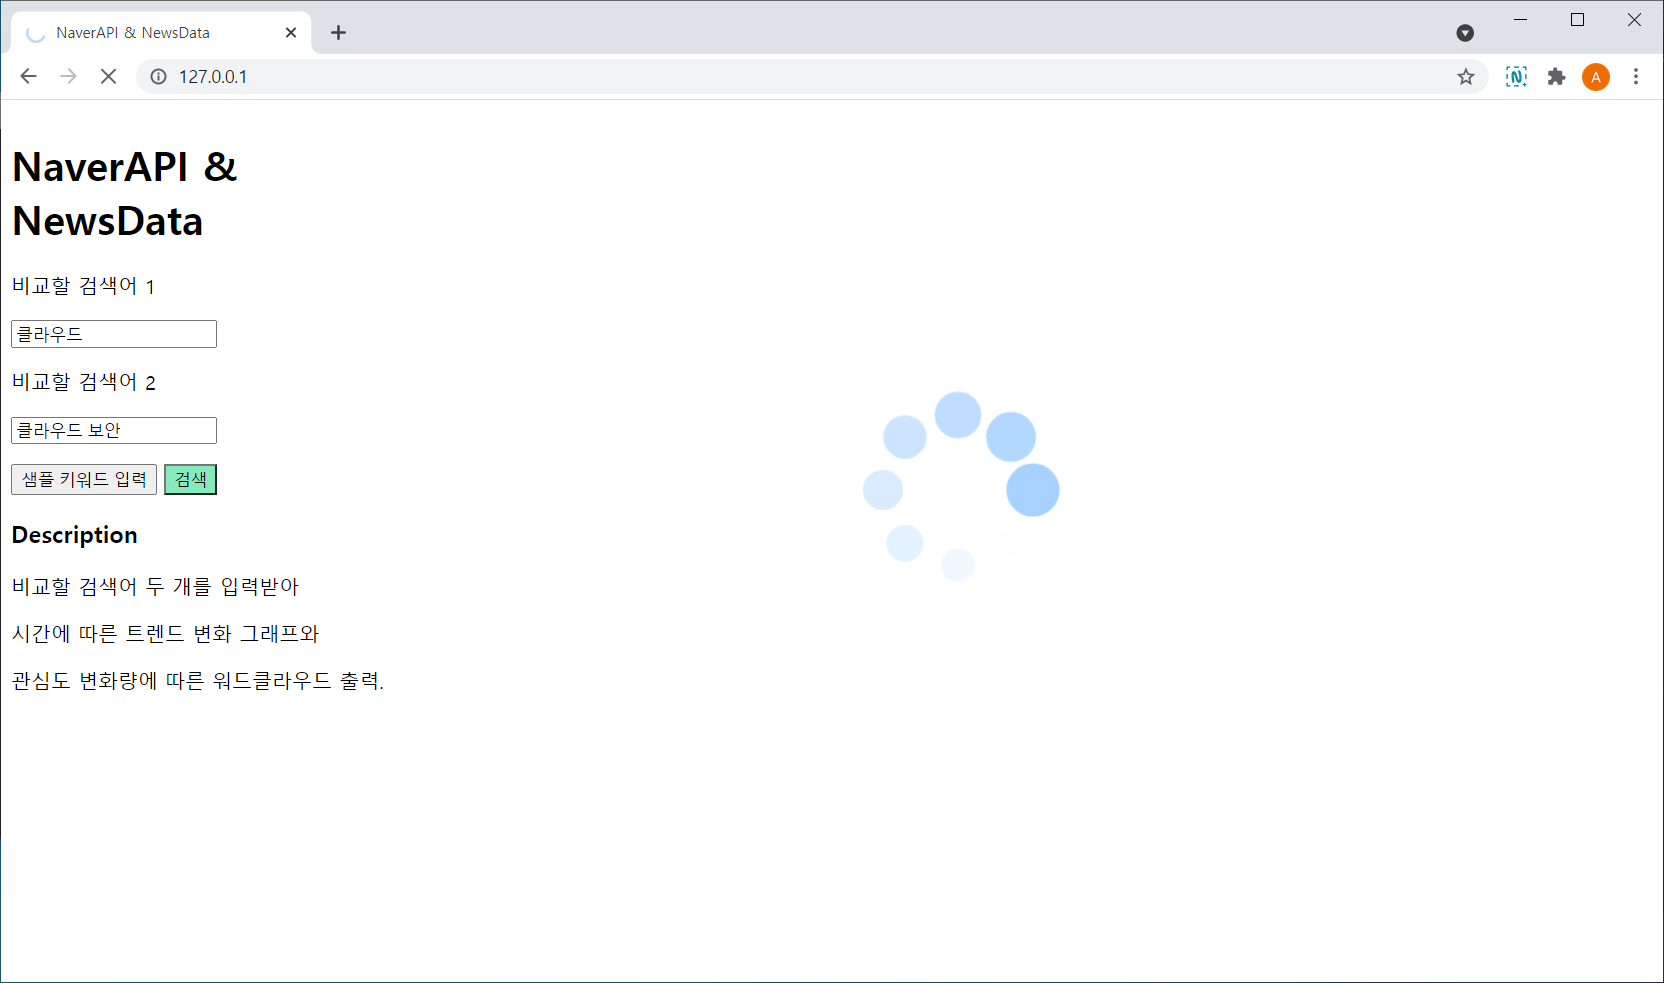 NaverAPI & NewsData
127.0.0.1
A
NaverAPI &
NewsData
비교할 검색어 1
클라우드
비교할 검색어 2
클라우드 보안
샘플 키워드 입력 검색
Description
비교할 검색어 두 개를 입력받아
시간에 따른 트렌드 변화 그래프와
관심도 변화량에 따른 워드클라우드 출력.